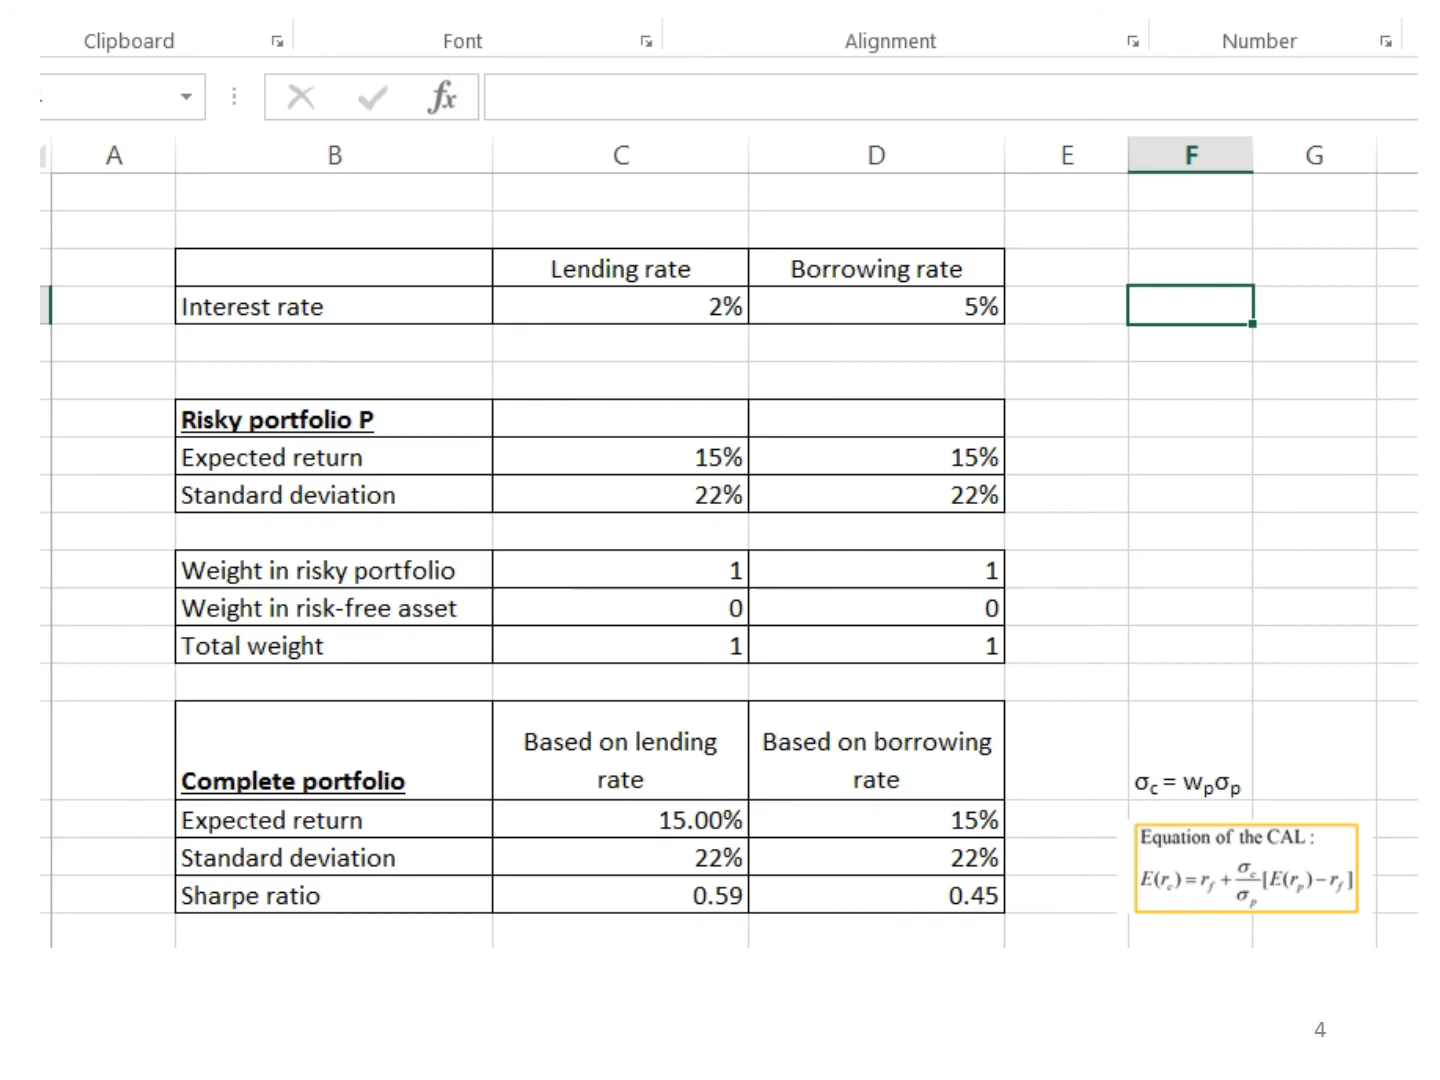 Clipboard Font Alignment Number
fx
A B C D E F G
Lending rate Borrowing rate
Interest rate 2% 5%
Risky portfolio P
Expected return 15% 15%
Standard deviation 22% 22%
Weight in risky portfolio 1 1
Weight in risk-free asset 0 0
Total weight 1 1
Based on lending Based on borrowing
Complete portfolio rate rate σc = wpσp
Expected return 15.00% 15%
Equation of the CAL :
Standard deviation 22% 22%
E(rc) = rf + σc/σp [E(rp) − rf]
Sharpe ratio 0.59 0.45
4